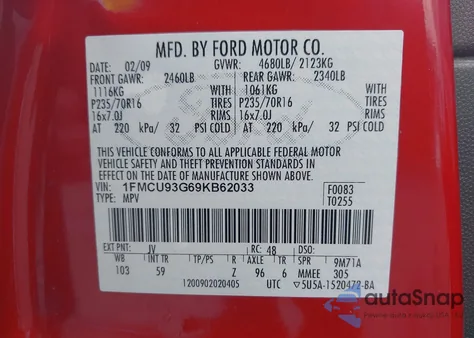 MFD. BY FORD MOTOR CO.
DATE: 02/09 GVWR: 4680LB/ 2123KG
FRONT GAWR: 2460LB REAR GAWR: 2340LB
1116KG 1061KG
P235/70R16 TIRES P235/70R16 TIRES
16x7.0J RIMS 16x7.0J RIMS
AT 220 kPa/ 32 PSI COLD AT 220 kPa/ 32 PSI COLD
THIS VEHICLE CONFORMS TO ALL APPLICABLE FEDERAL MOTOR
VEHICLE SAFETY AND THEFT PREVENTION STANDARDS IN
EFFECT ON THE DATE OF MANUFACTURE SHOWN ABOVE.
VIN: 1FMCU93G69KB62033 F0083
TYPE: MPV T0255
EXT PNT: JV RC: 48 DSO:
WB INT TR TP/PS R AXLE TR SPR 9M71A
103 59 Z 96 6 MMEE 305
1200902020405 UTC 5U5A-1520472-BA
autoSnap